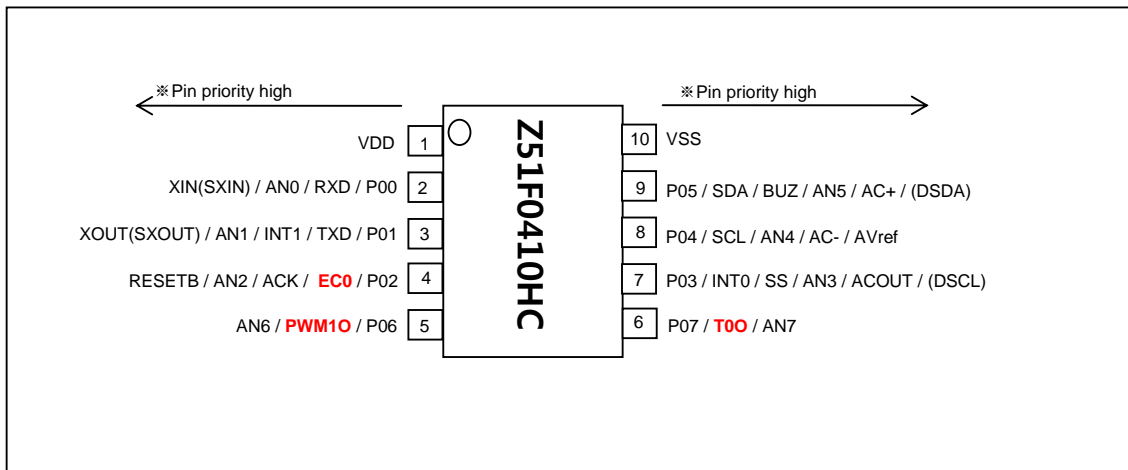 ※Pin priority high
※Pin priority high
Z51F0410HC
VDD 1
XIN(SXIN) / AN0 / RXD / P00 2
XOUT(SXOUT) / AN1 / INT1 / TXD / P01 3
RESETB / AN2 / ACK / EC0 / P02 4
AN6 / PWM1O / P06 5
10 VSS
9 P05 / SDA / BUZ / AN5 / AC+ / (DSDA)
8 P04 / SCL / AN4 / AC- / AVref
7 P03 / INT0 / SS / AN3 / ACOUT / (DSCL)
6 P07 / T0O / AN7